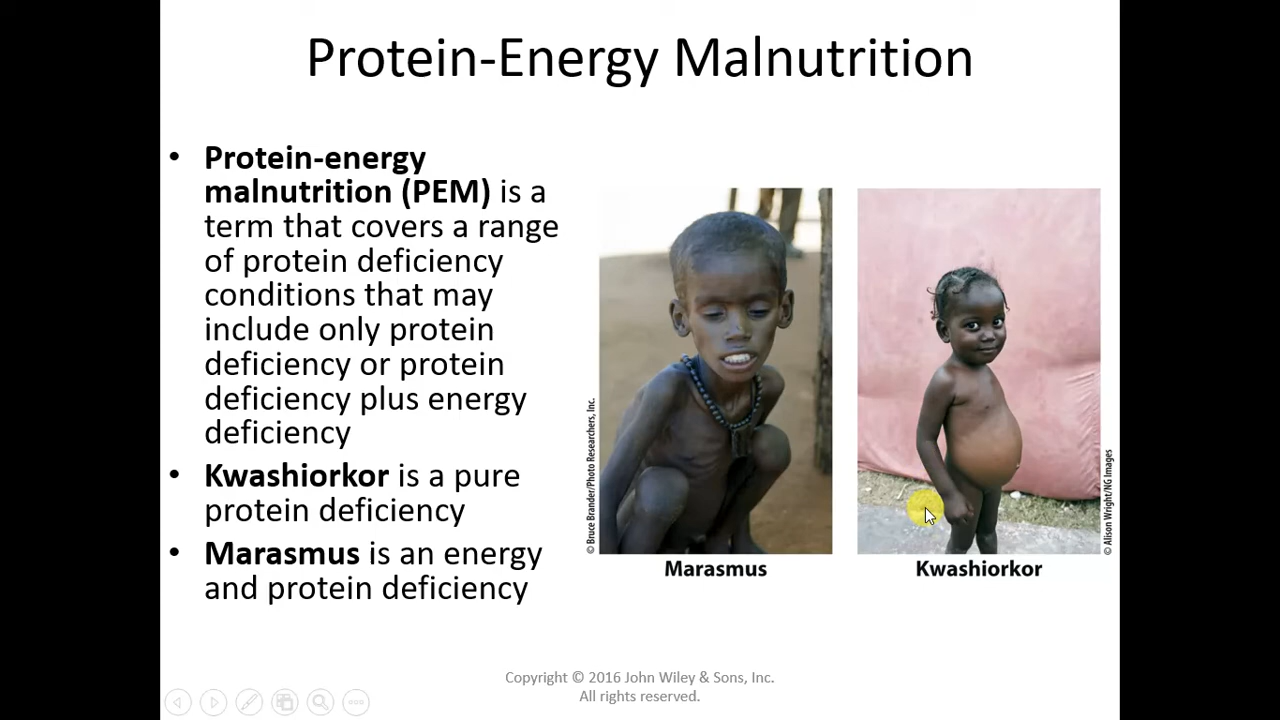 Protein-Energy Malnutrition
• Protein-energy
malnutrition (PEM) is a
term that covers a range
of protein deficiency
conditions that may
include only protein
deficiency or protein
deficiency plus energy
deficiency
• Kwashiorkor is a pure
protein deficiency
• Marasmus is an energy
and protein deficiency
© Bruce Brander/Photo Researchers, Inc.
Marasmus
© Alison Wright/NG Images
Kwashiorkor
Copyright © 2016 John Wiley & Sons, Inc.
All rights reserved.